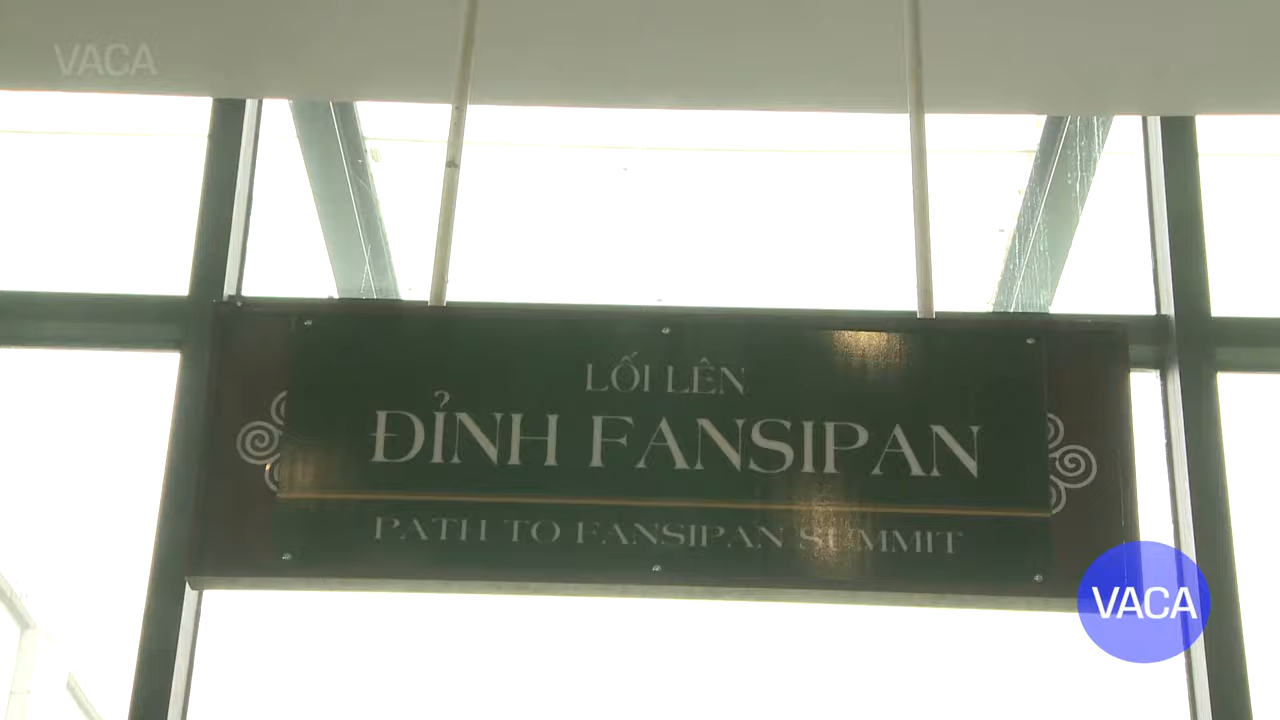 VACA
LỐI LÊN
ĐỈNH FANSIPAN
PATH TO FANSIPAN SUMMIT
VACA